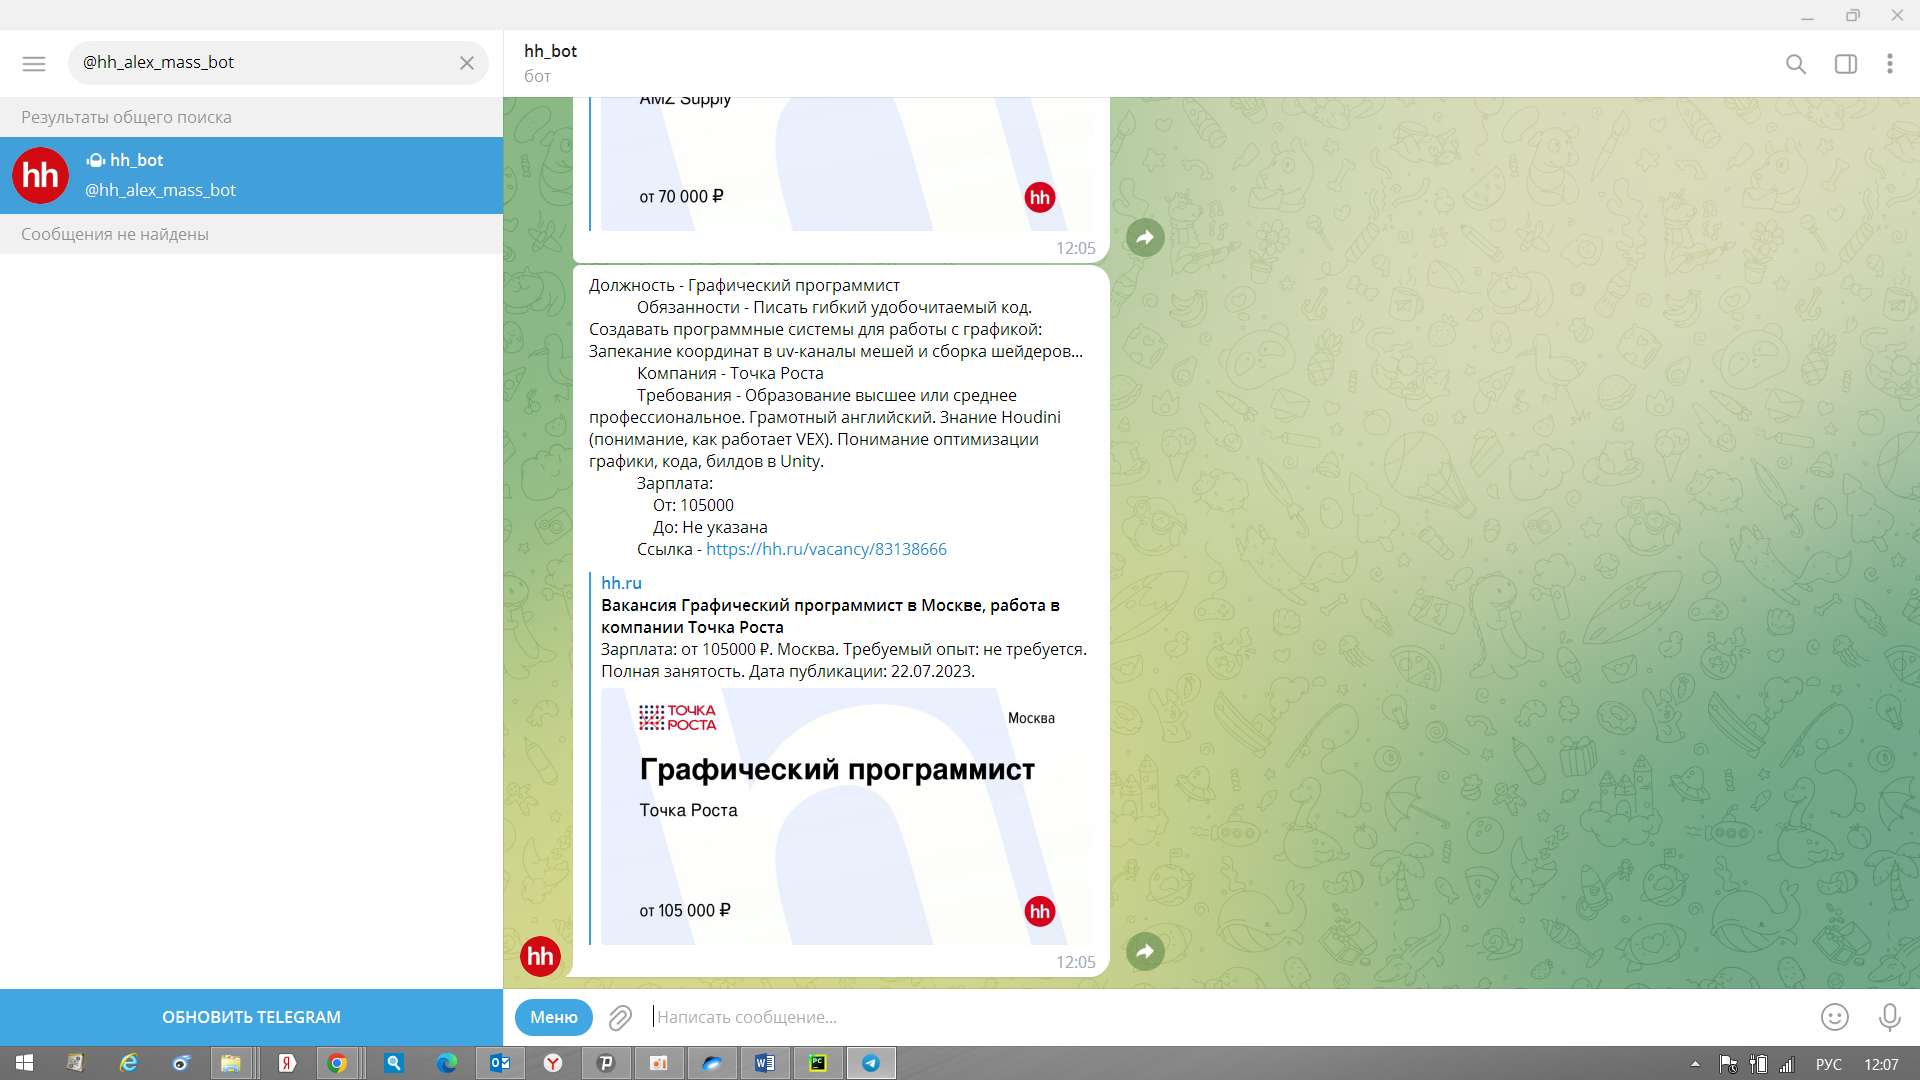 @hh_alex_mass_bot
Результаты общего поиска
hh
hh_bot
@hh_alex_mass_bot
Сообщения не найдены
ОБНОВИТЬ TELEGRAM
hh_bot
бот
AMZ Supply
от 70 000 ₽
hh
12:05
Должность - Графический программист
Обязанности - Писать гибкий удобочитаемый код.
Создавать программные системы для работы с графикой:
Запекание координат в uv-каналы мешей и сборка шейдеров...
Компания - Точка Роста
Требования - Образование высшее или среднее
профессиональное. Грамотный английский. Знание Houdini
(понимание, как работает VEX). Понимание оптимизации
графики, кода, билдов в Unity.
Зарплата:
От: 105000
До: Не указана
Ссылка - https://hh.ru/vacancy/83138666
hh.ru
Вакансия Графический программист в Москве, работа в
компании Точка Роста
Зарплата: от 105000 ₽. Москва. Требуемый опыт: не требуется.
Полная занятость. Дата публикации: 22.07.2023.
ТОЧКА
РОСТА
Москва
Графический программист
Точка Роста
от 105 000 ₽
hh
hh
12:05
Меню
Написать сообщение...
РУС
12:07